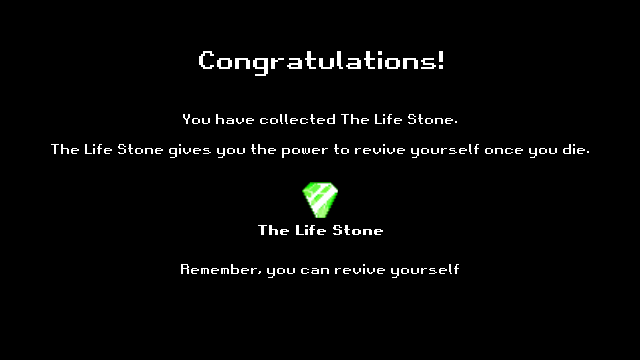 Congratulations!
You have collected The Life Stone.
The Life Stone gives you the power to revive yourself once you die.
The Life Stone
Remember, you can revive yourself